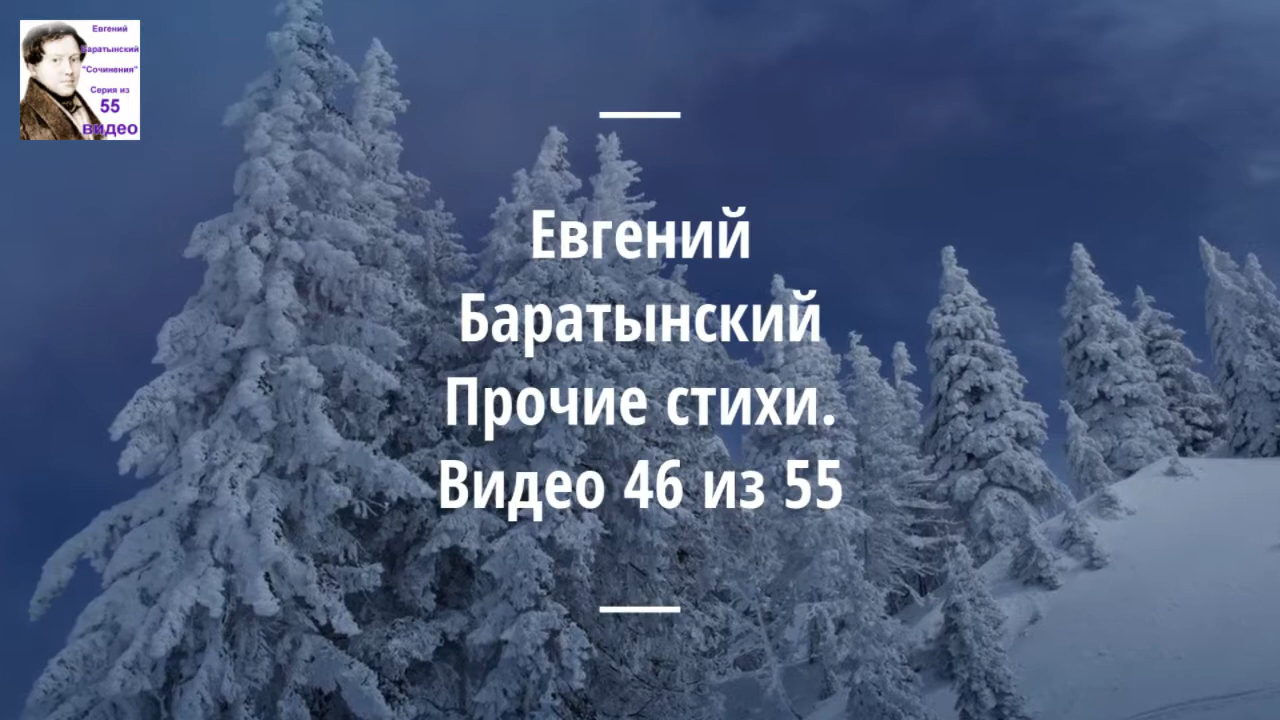 Евгений
Баратынский
"Сочинения"
Серия из
55
видео
Евгений
Баратынский
Прочие стихи.
Видео 46 из 55